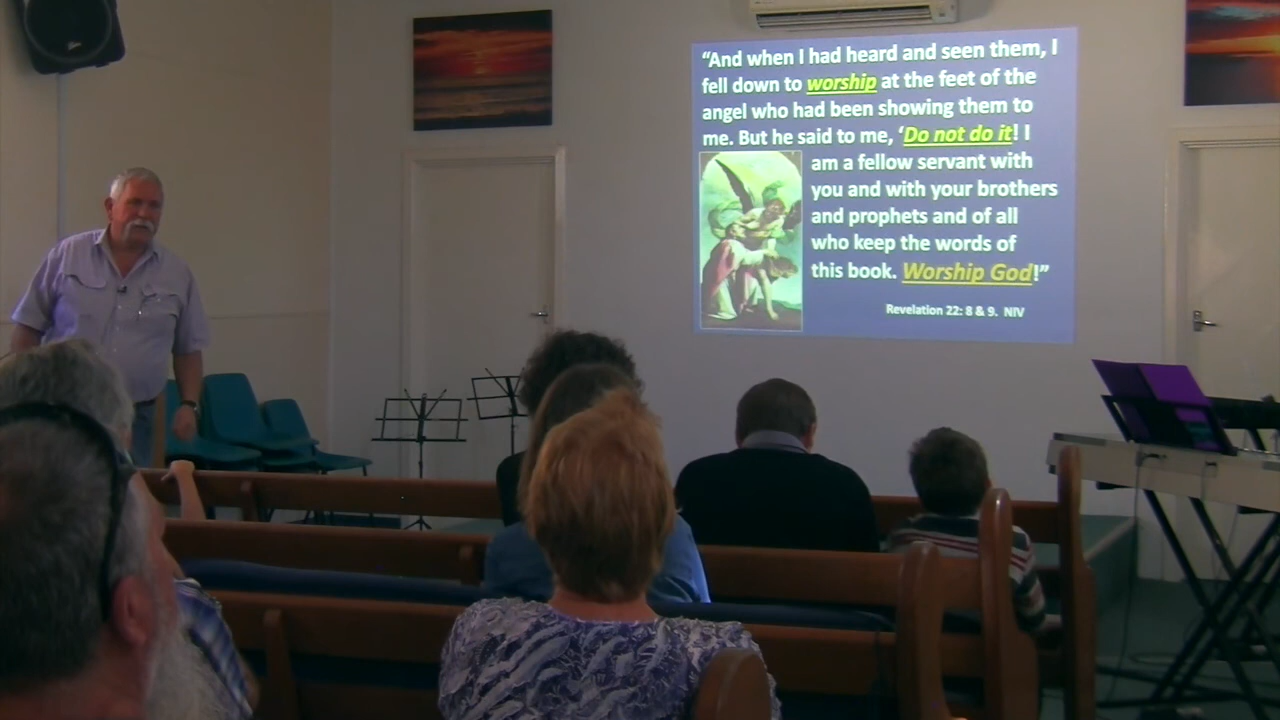 “And when I had heard and seen them, I
fell down to worship at the feet of the
angel who had been showing them to
me. But he said to me, ‘Do not do it! I
am a fellow servant with
you and with your brothers
and prophets and of all
who keep the words of
this book. Worship God!”
Revelation 22: 8 & 9. NIV